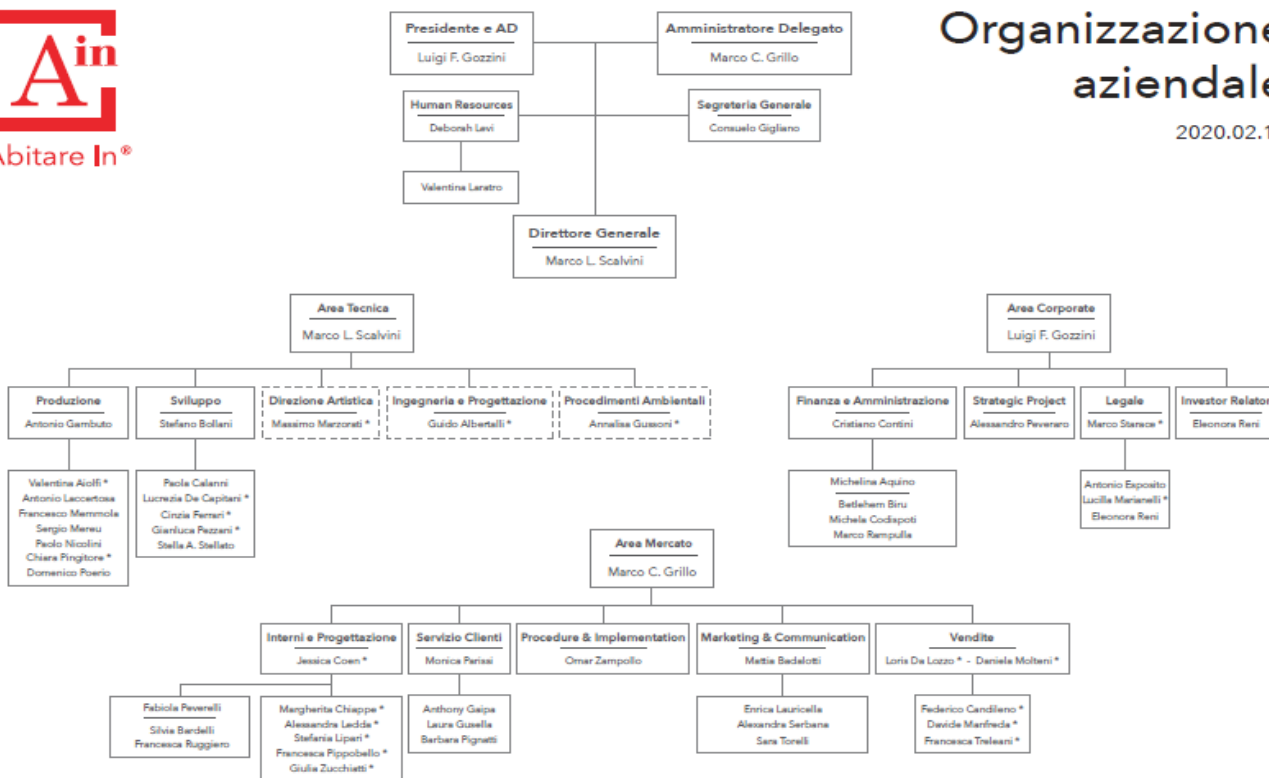 Ain
Abitare In®
Organizzazione
aziendale
2020.02.1
Presidente e AD
Luigi F. Gozzini
Amministratore Delegato
Marco C. Grillo
Human Resources
Deborah Levi
Segreteria Generale
Consuelo Gigliano
Valentina Laratro
Direttore Generale
Marco L. Scalvini
Area Tecnica
Marco L. Scalvini
Area Corporate
Luigi F. Gozzini
Produzione
Antonio Gambuto
Sviluppo
Stefano Bollani
Direzione Artistica
Massimo Marzorati *
Ingegneria e Progettazione
Guido Albertalli *
Procedimenti Ambientali
Annalisa Gussoni *
Finanza e Amministrazione
Cristiano Contini
Strategic Project
Alessandro Peveraro
Legale
Marco Starace *
Investor Relator
Eleonora Reni
Valentina Aiolfi *
Antonio Laccertosa
Francesco Memmola
Sergio Mereu
Paolo Nicolini
Chiara Pingitore *
Domenico Poerio
Paola Calanni
Lucrezia De Capitani *
Cinzia Ferrari *
Gianluca Pezzani *
Stella A. Stellato
Michelina Aquino
Betlehem Biru
Michela Codispoti
Marco Rampulla
Antonio Esposito
Lucilla Marianelli *
Eleonora Reni
Area Mercato
Marco C. Grillo
Interni e Progettazione
Jessica Coen *
Servizio Clienti
Monica Parissi
Procedure & Implementation
Omar Zampollo
Marketing & Communication
Mattia Badalotti
Vendite
Loris Da Lozzo * - Daniela Molteni *
Fabiola Peverelli
Silvia Bardelli
Francesca Ruggiero
Margherita Chiappe *
Alessandra Ledda *
Stefania Lipari *
Francesca Pippobello *
Giulia Zucchiatti *
Anthony Gaipa
Laura Gusella
Barbara Pignatti
Enrica Lauricella
Alexandra Serbana
Sara Torelli
Federico Candileno *
Davide Manfreda *
Francesca Treleani *